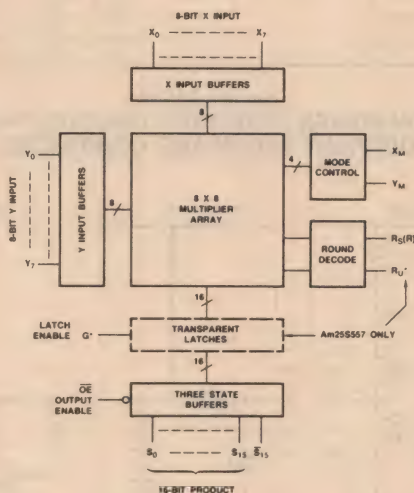 8-BIT X INPUT
X0 X7
X INPUT BUFFERS
8
8-BIT Y INPUT
Y0
Y7
Y INPUT BUFFERS
8
8 X 8
MULTIPLIER
ARRAY
4
MODE
CONTROL
XM
YM
ROUND
DECODE
RS(R)
RU*
16
LATCH
ENABLE G*
TRANSPARENT
LATCHES
Am25S557 ONLY
16
OE
OUTPUT
ENABLE
THREE STATE
BUFFERS
S0 S15 S15
16-BIT PRODUCT